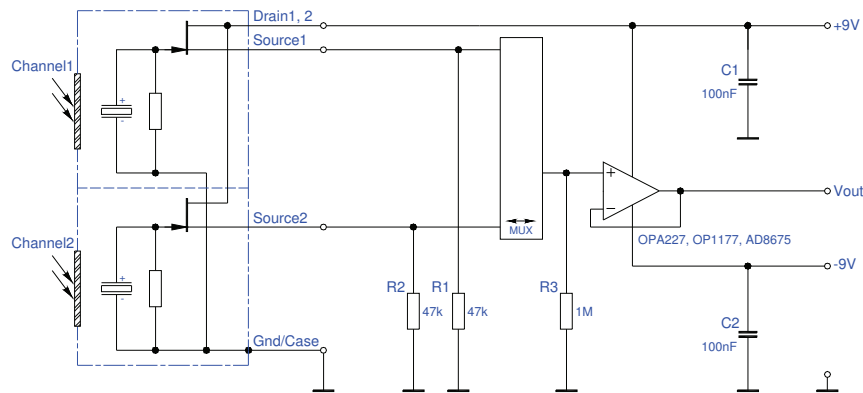 Drain1, 2
+9V
Source1
Channel1
C1
100nF
+
-
+
-
Vout
Source2
MUX
OPA227, OP1177, AD8675
Channel2
-9V
+
-
R2
47k
R1
47k
R3
1M
C2
100nF
Gnd/Case